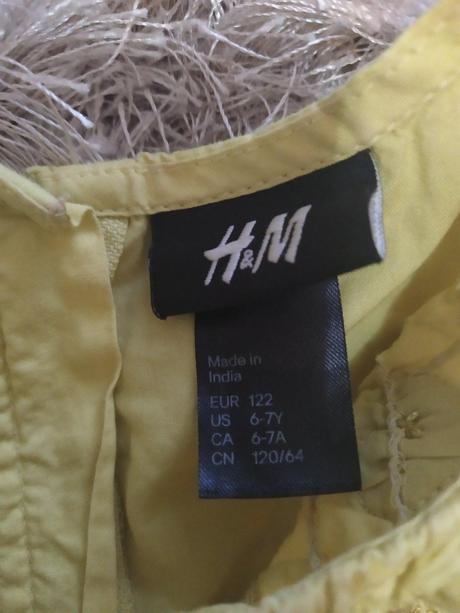 H&M
Made in
India
EUR 122
US 6-7Y
CA 6-7A
CN 120/64